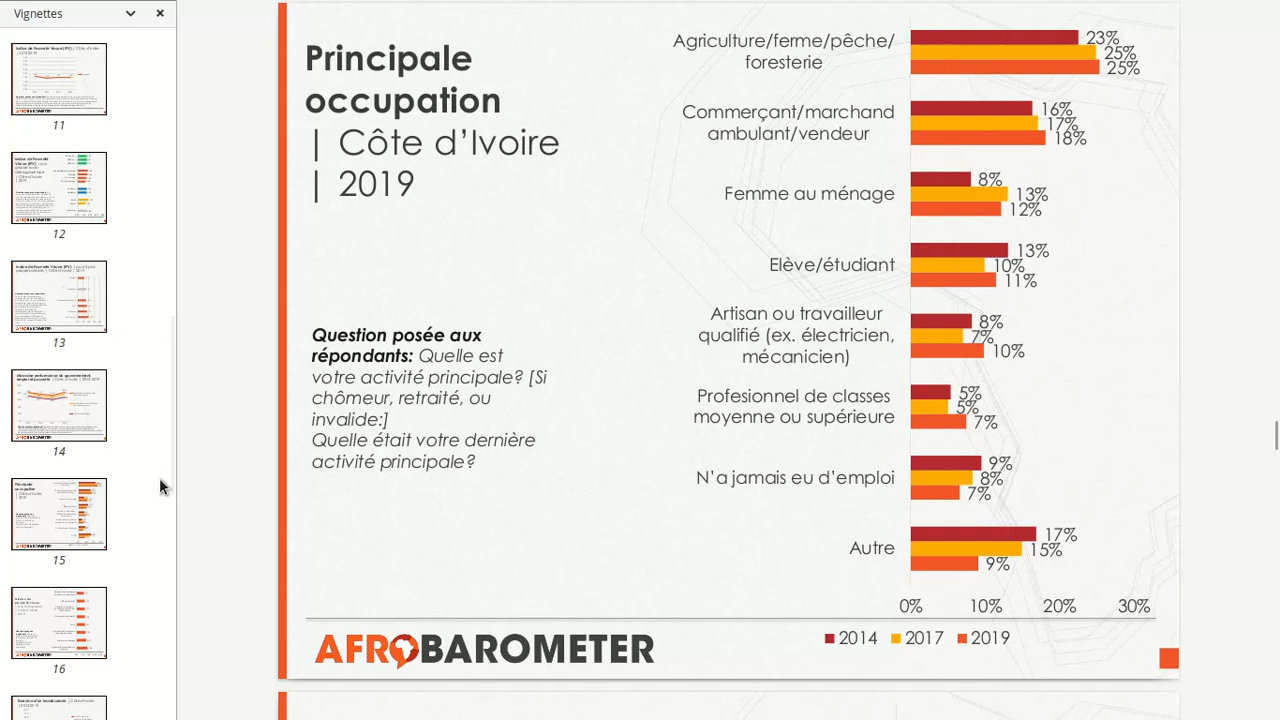 Vignettes
11
12
13
14
15
16
Principale
occupation
| Côte d’Ivoire
| 2019
Question posée aux
répondants: Quelle est
votre activité principale? [Si
chômeur, retraité, ou
invalide:]
Quelle était votre dernière
activité principale?
Agriculture/ferme/pêche/
foresterie
23%
25%
25%
Commerçant/marchand
ambulant/vendeur
16%
17%
18%
Femme au ménage
8%
13%
12%
Elève/étudiant
13%
10%
11%
Artisan ou travailleur
qualifié (ex. électricien,
mécanicien)
8%
7%
10%
Profesionnel de classes
moyenne ou supérieure
5%
5%
7%
N’a jamais eu d’emploi
9%
8%
7%
Autre
17%
15%
9%
0% 10% 20% 30%
2014 2017 2019
AFROBAROMETER